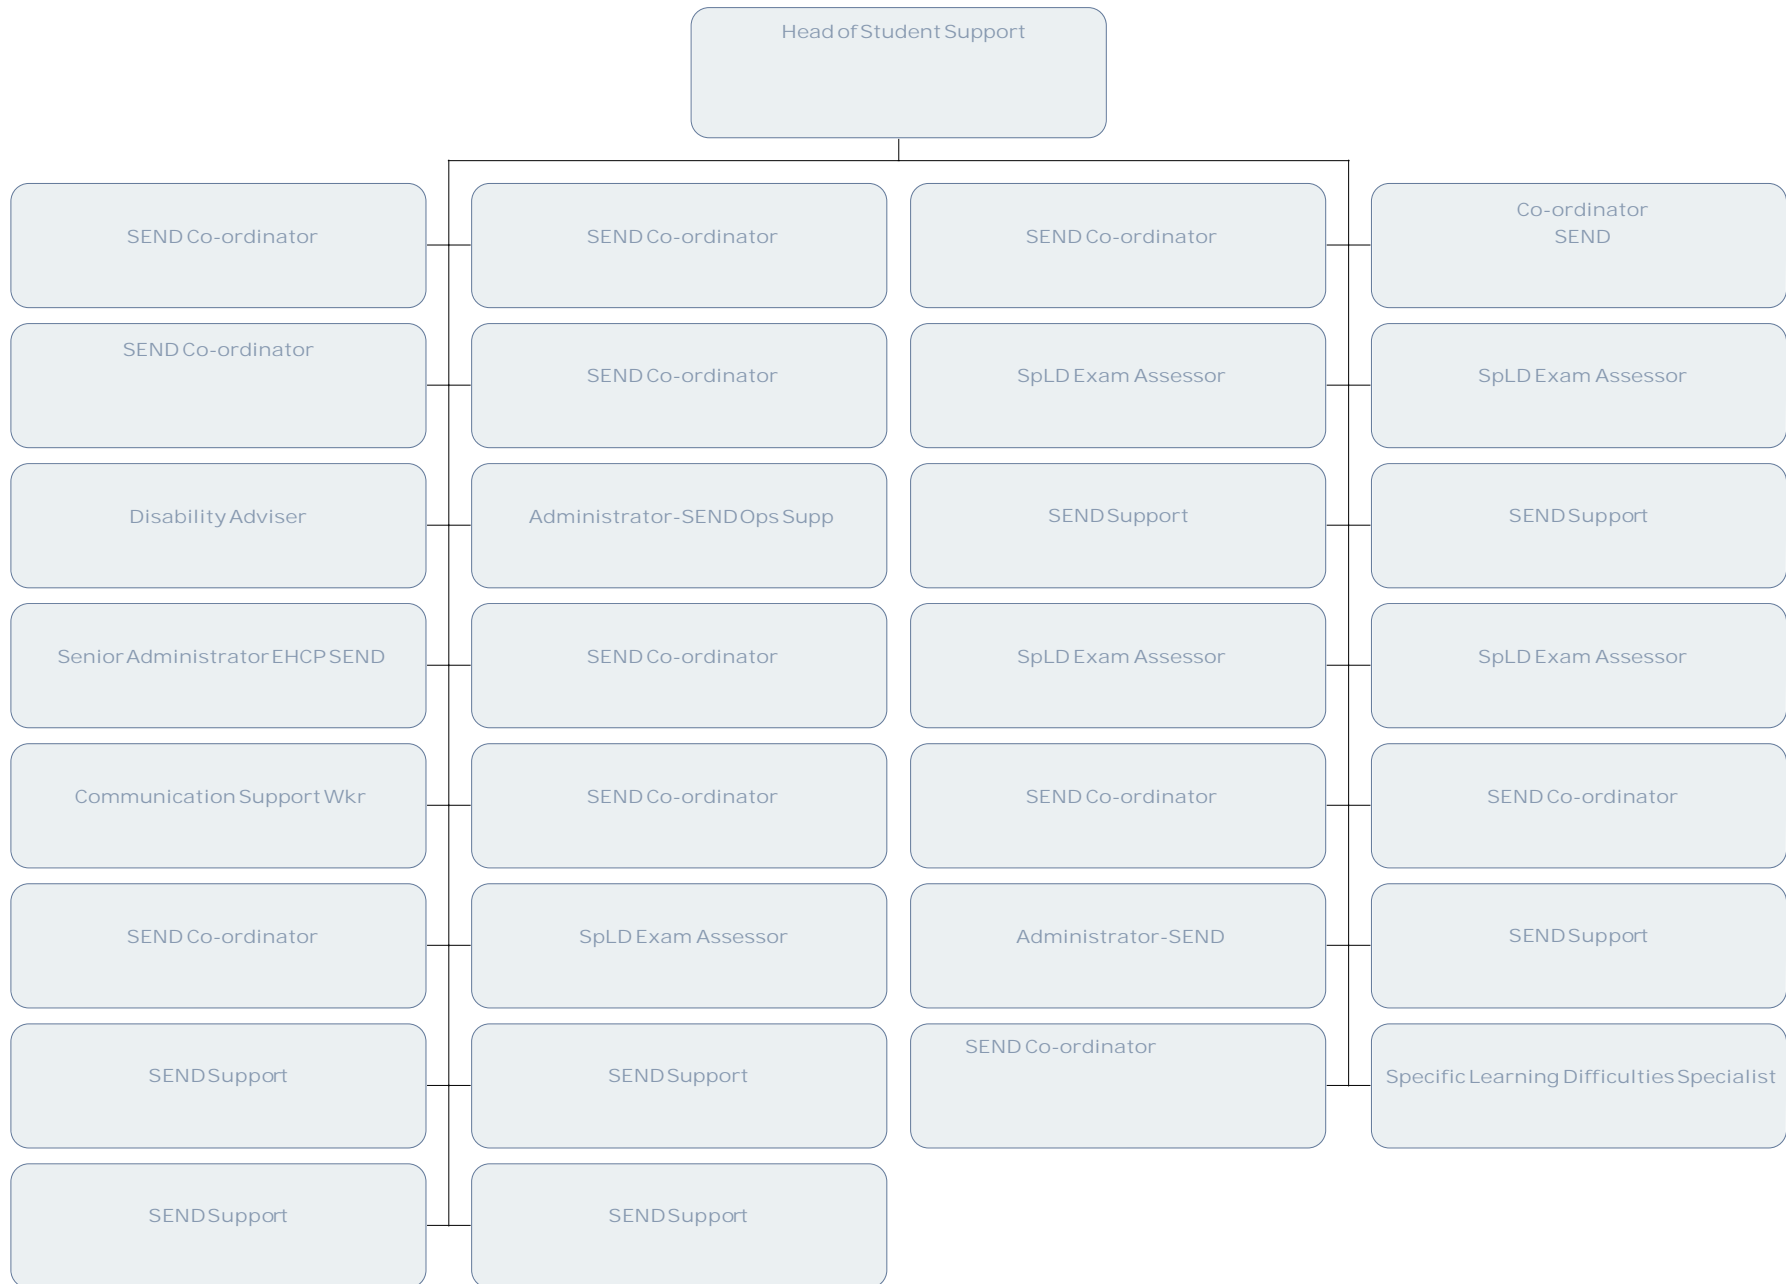 Head of Student Support
SEND Co-ordinator
SEND Co-ordinator
SEND Co-ordinator
Co-ordinator
SEND
SEND Co-ordinator
SEND Co-ordinator
SpLD Exam Assessor
SpLD Exam Assessor
Disability Adviser
Administrator-SEND Ops Supp
SEND Support
SEND Support
Senior Administrator EHCP SEND
SEND Co-ordinator
SpLD Exam Assessor
SpLD Exam Assessor
Communication Support Wkr
SEND Co-ordinator
SEND Co-ordinator
SEND Co-ordinator
SEND Co-ordinator
SpLD Exam Assessor
Administrator-SEND
SEND Support
SEND Support
SEND Support
SEND Co-ordinator
Specific Learning Difficulties Specialist
SEND Support
SEND Support